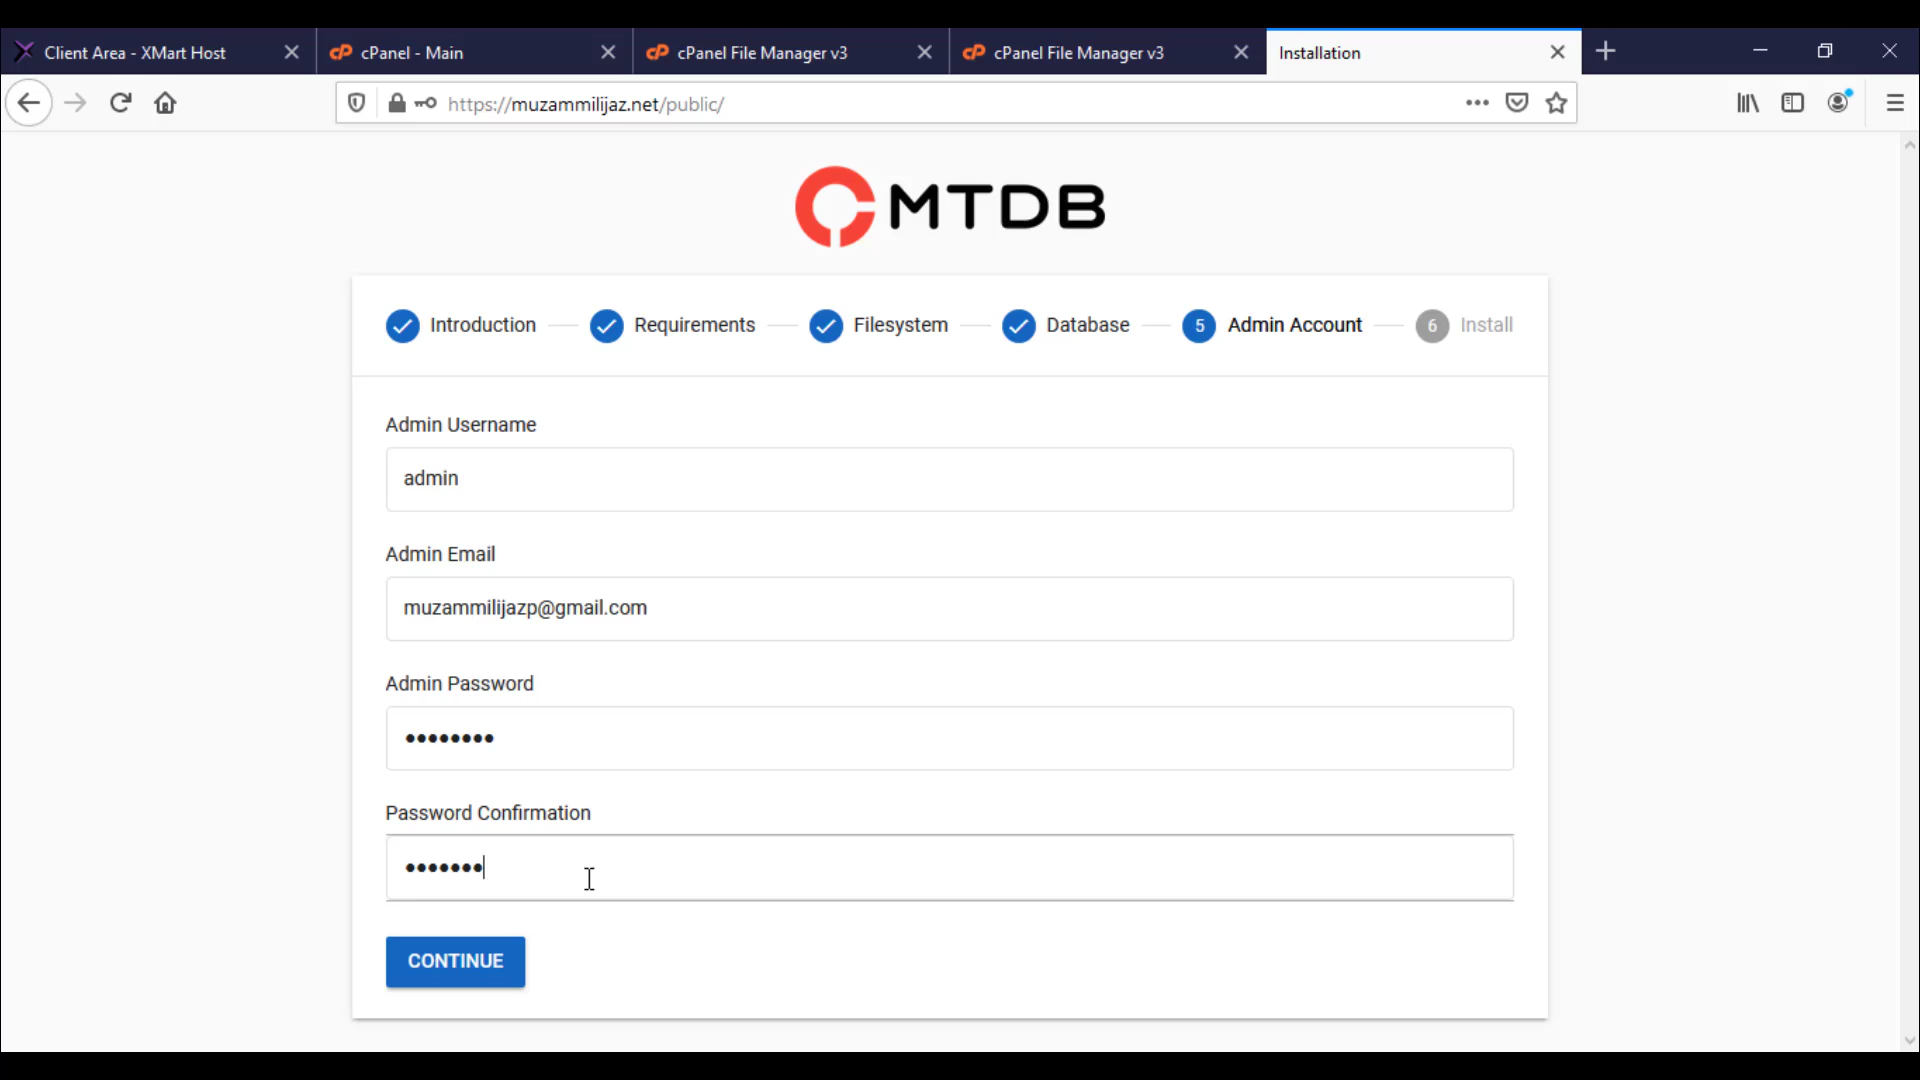 Client Area - XMart Host
cPanel - Main
cPanel File Manager v3
cPanel File Manager v3
Installation
https://muzammilijaz.net/public/
MTDB
Introduction
Requirements
Filesystem
Database
5 Admin Account
6 Install
Admin Username
admin
Admin Email
muzammilijazp@gmail.com
Admin Password
••••••••
Password Confirmation
•••••••
CONTINUE